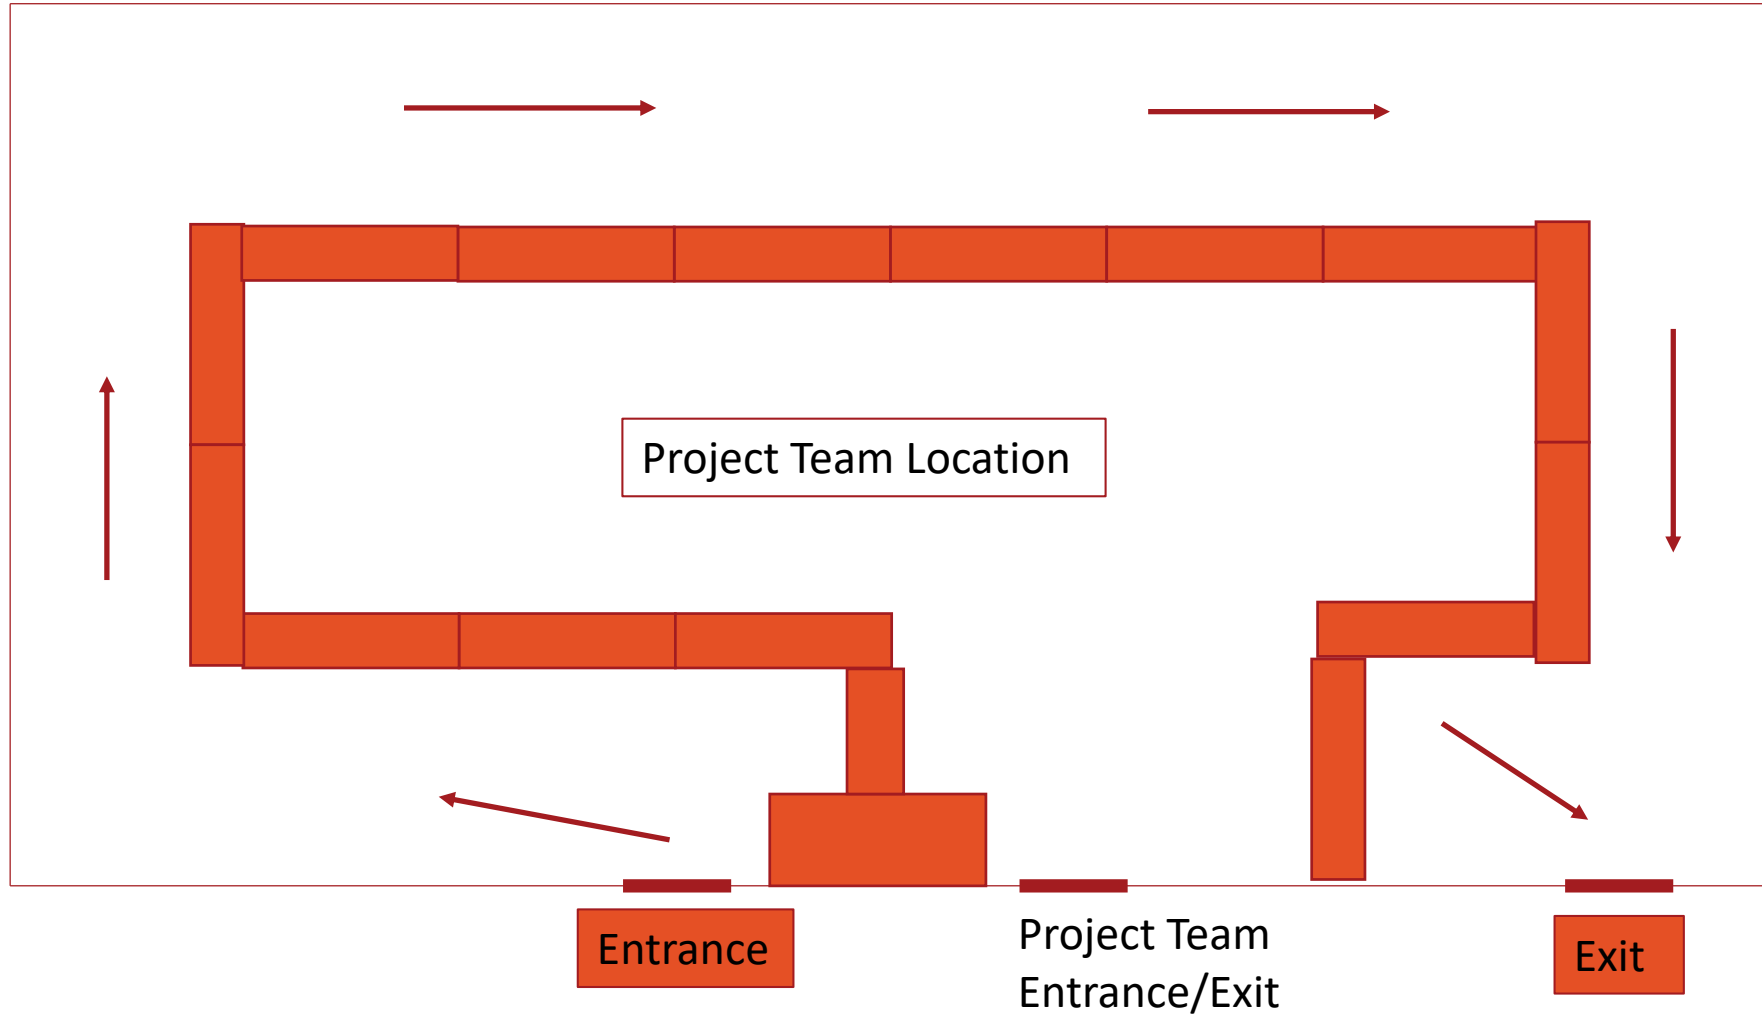 Project Team Location
Entrance
Project Team
Entrance/Exit
Exit